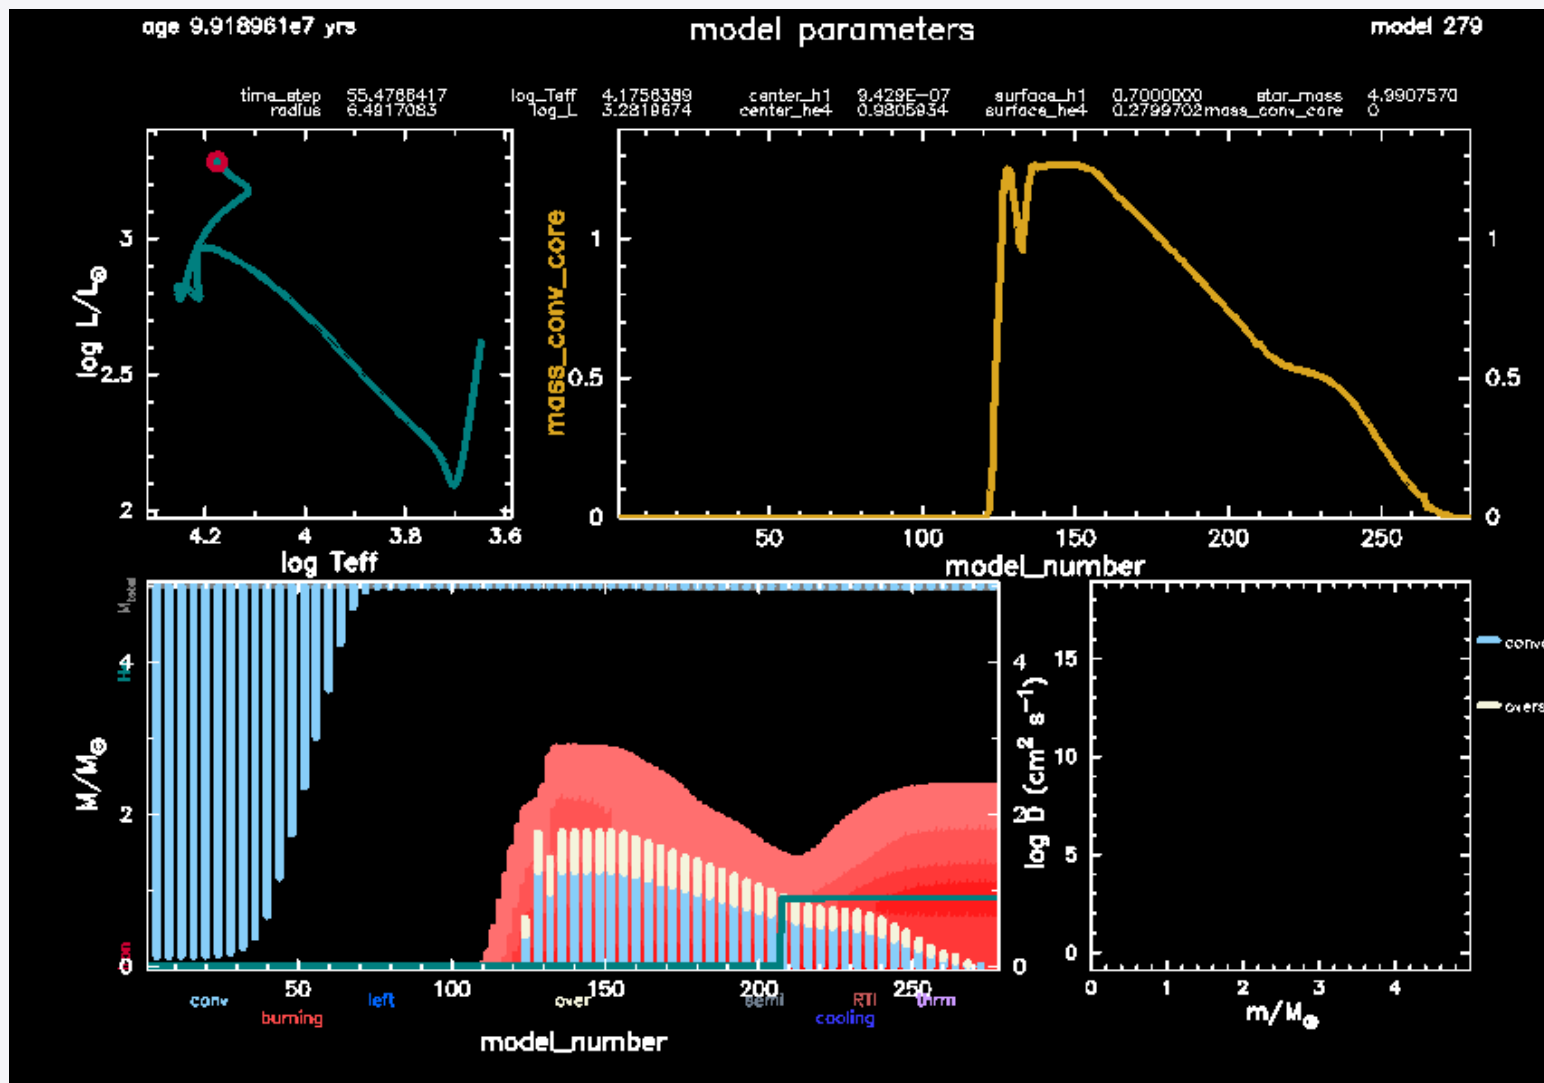 age 9.918961e7 yrs
model parameters
model 279
time_step 55.4788417 log_Teff 4.1758389 center_h1 9.429E-07 surface_h1 0.7000000 star_mass 4.9907570
radius 6.4917083 log_L 3.2819674 center_he4 0.9805934 surface_he4 0.2799702 mass_conv_core 0
log L/L☉
3
2.5
2
4.2 4 3.8 3.6
log Teff
mass_conv_core
1
0.5
0
50 100 150 200 250
model_number
1
0.5
0
M/M☉
M_total
He
4
2
0
50 100 150 200 250
conv left over semi RTI thrm
burning cooling
model_number
4
2
0
log D (cm² s⁻¹)
15
10
5
0
0 1 2 3 4
m/M☉
conv
overs